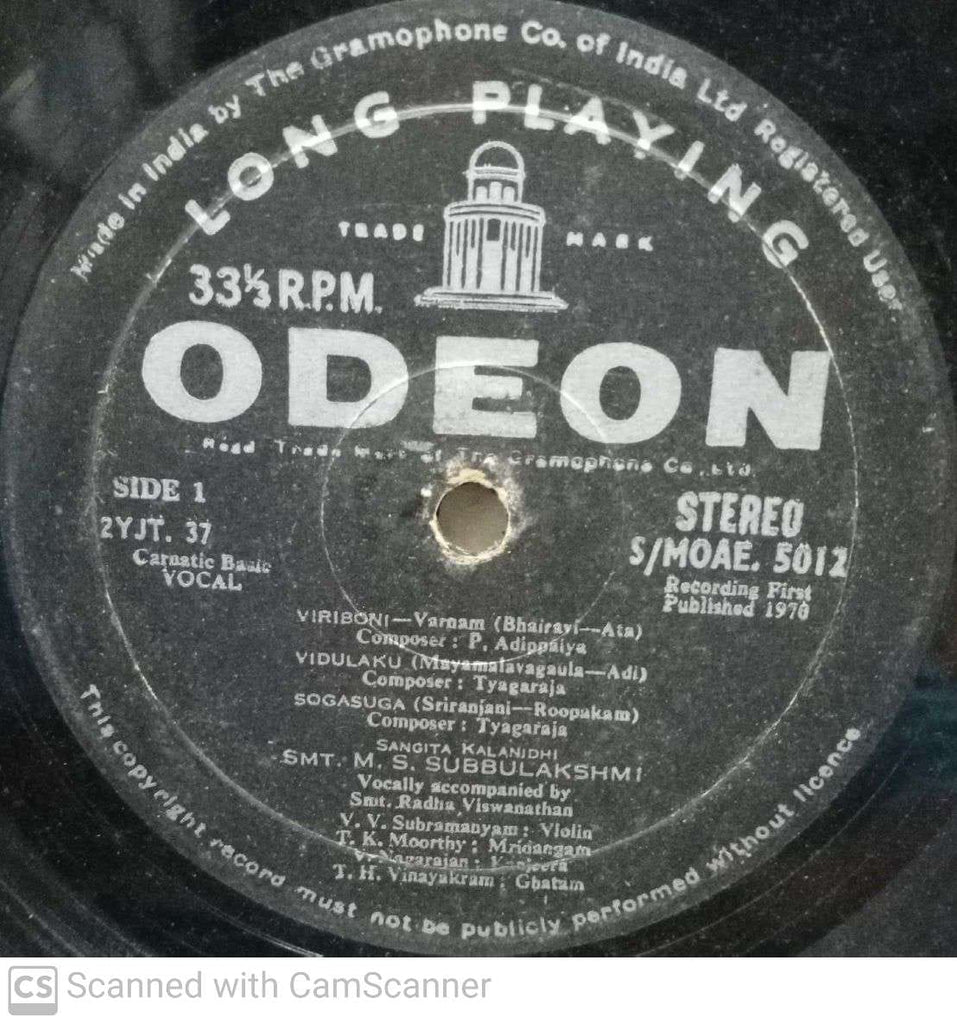 Made in India by The Gramophone Co. of India Ltd Registered User.
LONG PLAYING
TRADE MARK
33⅓ R.P.M.
ODEON
Regd Trade Mark of The Gramophone Co., Ltd.
SIDE 1
2YJT. 37
Carnatic Basic
VOCAL
STEREO
S/MOAE. 5012
Recording First
Published 1970
VIRIBONI—Varnam (Bhairavi—Ata)
Composer : P. Adippaiya
VIDULAKU (Mayamalavagaula—Adi)
Composer : Tyagaraja
SOGASUGA (Sriranjani—Roopakam)
Composer : Tyagaraja
SANGITA KALANIDHI
SMT. M. S. SUBBULAKSHMI
Vocally accompanied by
Smt. Radha Viswanathan
V. V. Subramanyam : Violin
T. K. Moorthy : Mridangam
V. Nagarajan : Kanjeera
T. H. Vinayakram : Ghatam
This copyright record must not be publicly performed without licence
CS Scanned with CamScanner